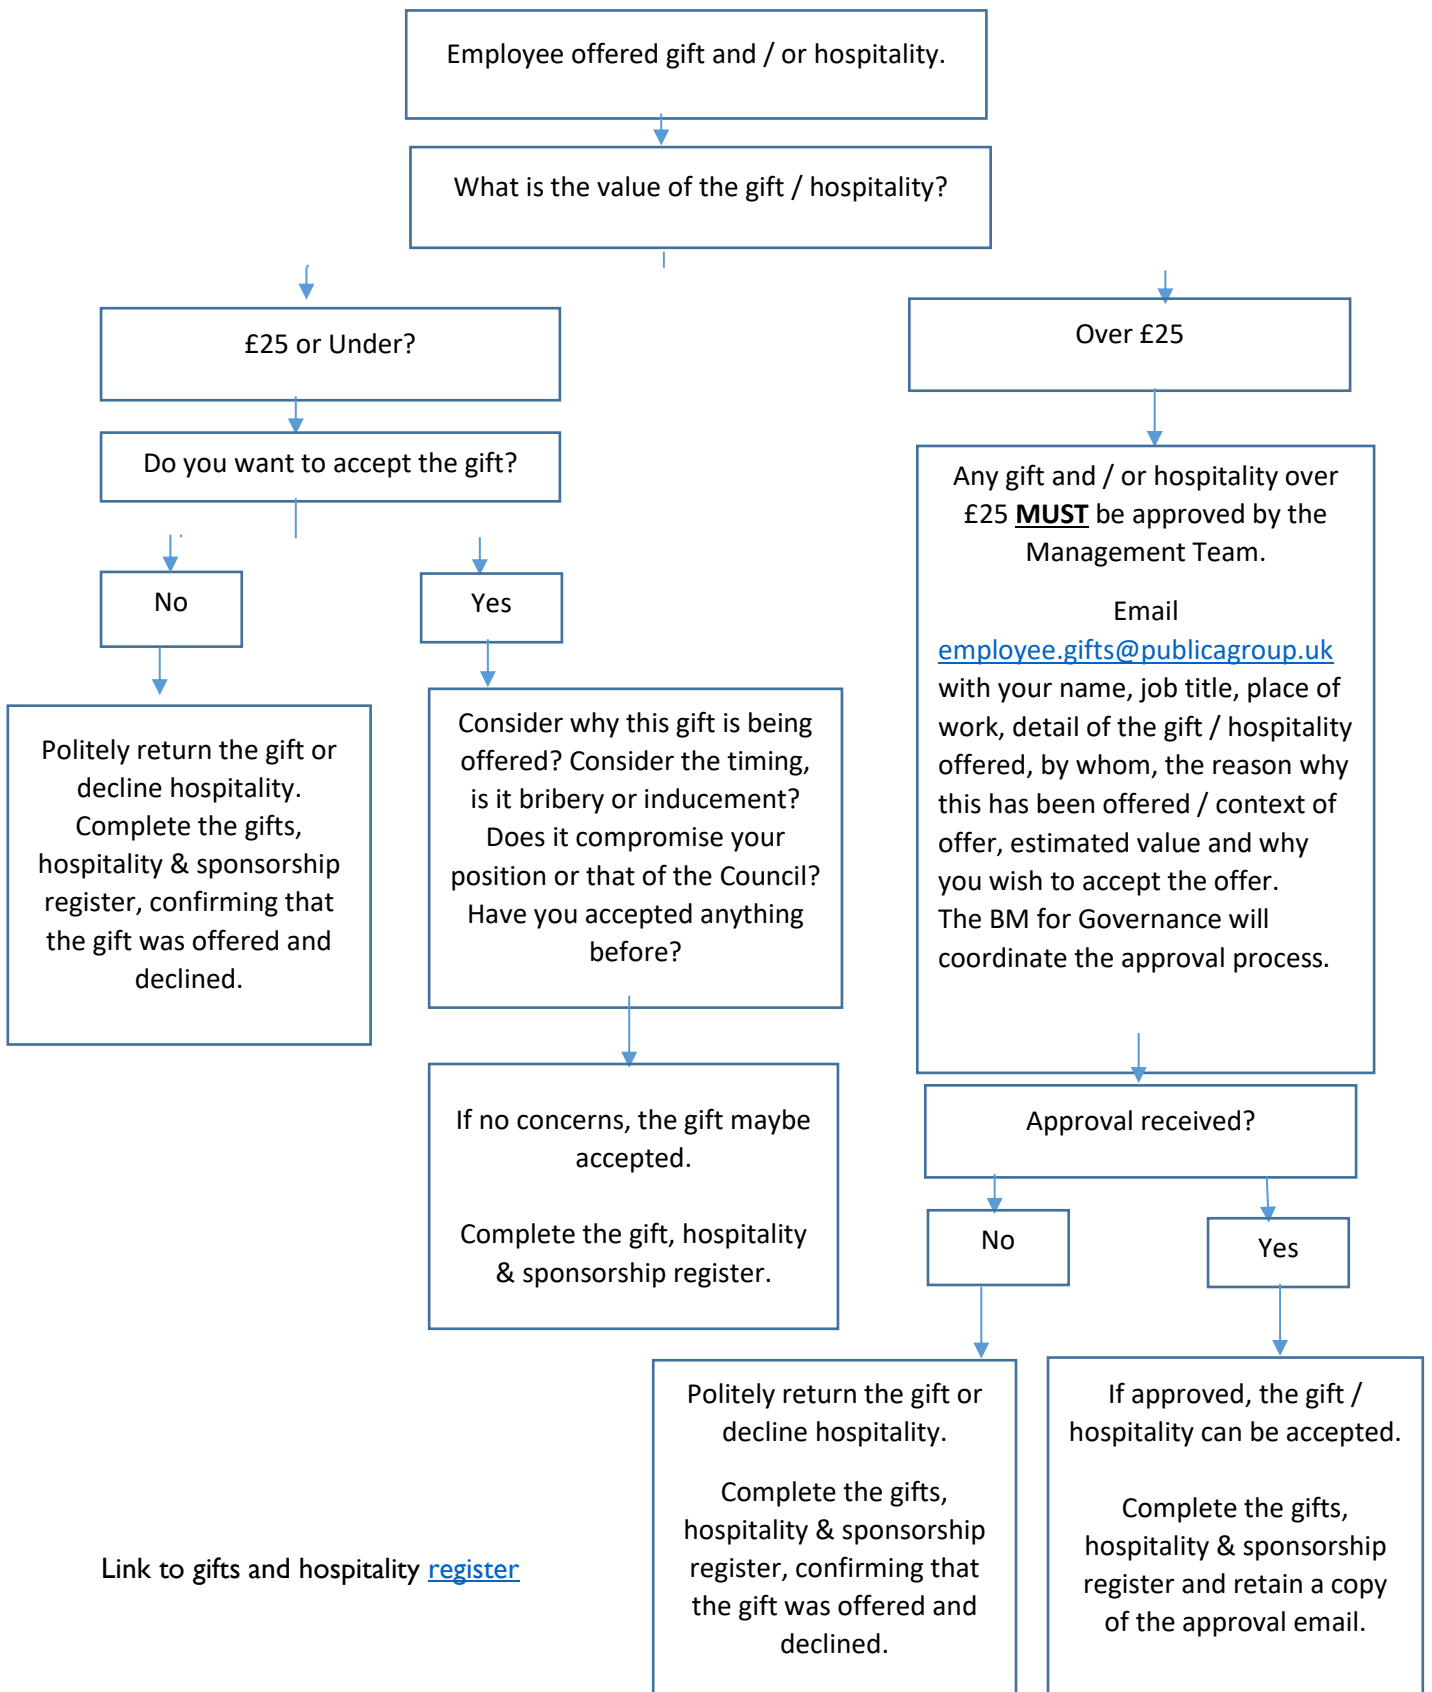 Employee offered gift and / or hospitality.
What is the value of the gift / hospitality?
£25 or Under?
Over £25
Do you want to accept the gift?
No
Yes
Politely return the gift or
decline hospitality.
Complete the gifts,
hospitality & sponsorship
register, confirming that
the gift was offered and
declined.
Consider why this gift is being
offered? Consider the timing,
is it bribery or inducement?
Does it compromise your
position or that of the Council?
Have you accepted anything
before?
If no concerns, the gift maybe
accepted.
Complete the gift, hospitality
& sponsorship register.
Any gift and / or hospitality over
£25 MUST be approved by the
Management Team.
Email
employee.gifts@publicagroup.uk
with your name, job title, place of
work, detail of the gift / hospitality
offered, by whom, the reason why
this has been offered / context of
offer, estimated value and why
you wish to accept the offer.
The BM for Governance will
coordinate the approval process.
Approval received?
No
Yes
Politely return the gift or
decline hospitality.
Complete the gifts,
hospitality & sponsorship
register, confirming that
the gift was offered and
declined.
If approved, the gift /
hospitality can be accepted.
Complete the gifts,
hospitality & sponsorship
register and retain a copy
of the approval email.
Link to gifts and hospitality register